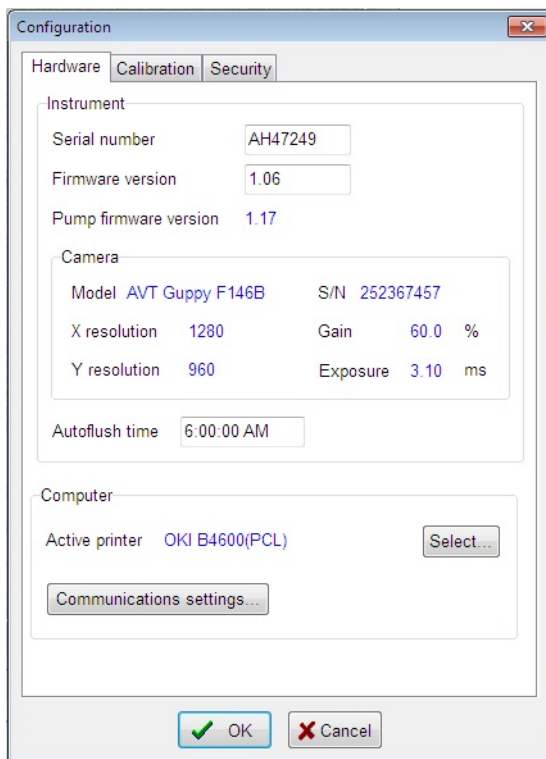 Configuration
Hardware Calibration Security
Instrument
Serial number AH47249
Firmware version 1.06
Pump firmware version 1.17
Camera
Model AVT Guppy F146B S/N 252367457
X resolution 1280 Gain 60.0 %
Y resolution 960 Exposure 3.10 ms
Autoflush time 6:00:00 AM
Computer
Active printer OKI B4600(PCL) Select...
Communications settings...
OK Cancel